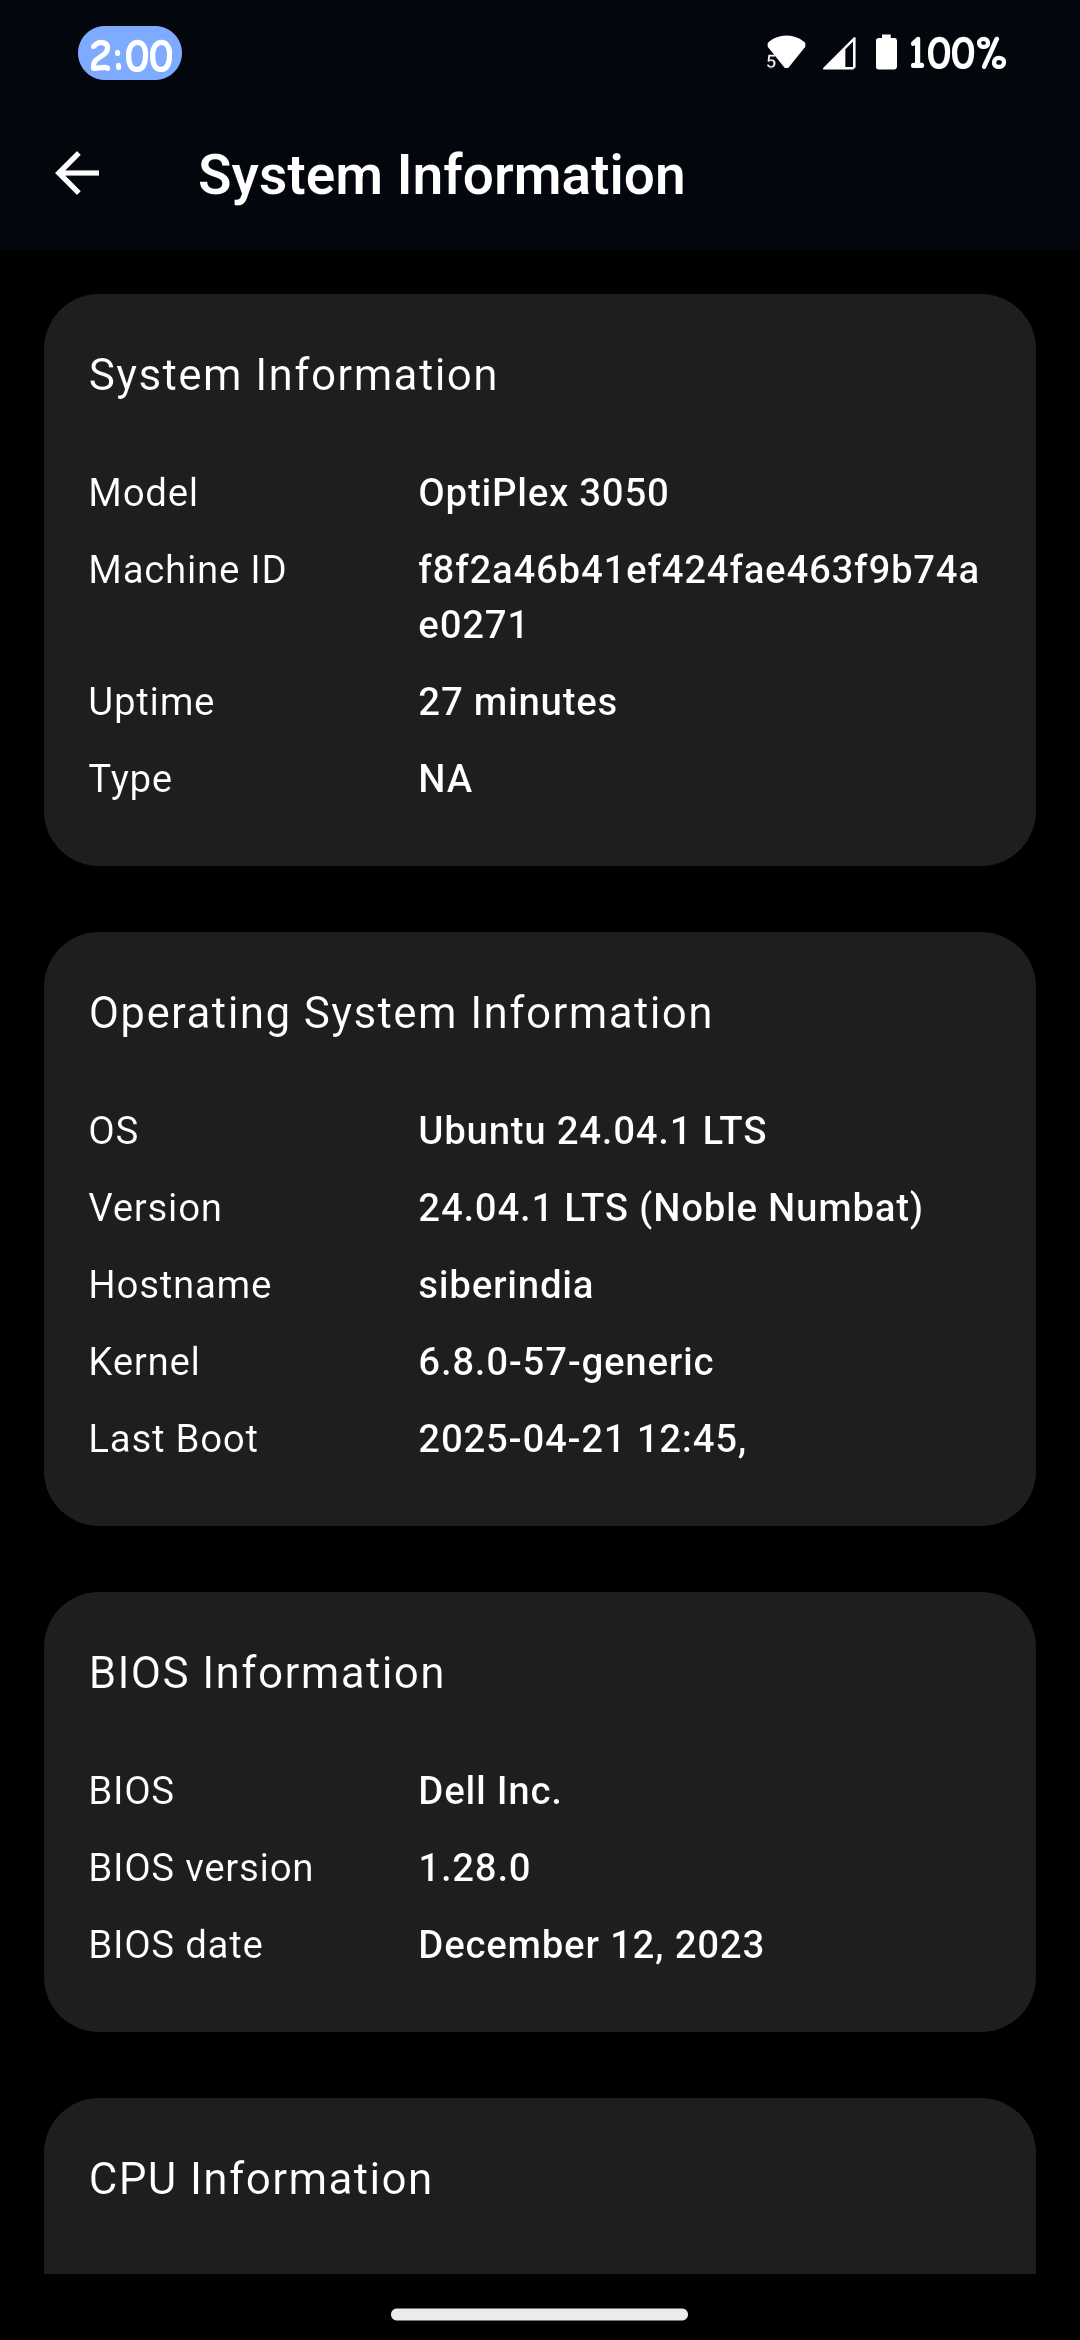 2:00
5
100%
System Information
System Information
Model OptiPlex 3050
Machine ID f8f2a46b41ef424fae463f9b74a
e0271
Uptime 27 minutes
Type NA
Operating System Information
OS Ubuntu 24.04.1 LTS
Version 24.04.1 LTS (Noble Numbat)
Hostname siberindia
Kernel 6.8.0-57-generic
Last Boot 2025-04-21 12:45,
BIOS Information
BIOS Dell Inc.
BIOS version 1.28.0
BIOS date December 12, 2023
CPU Information